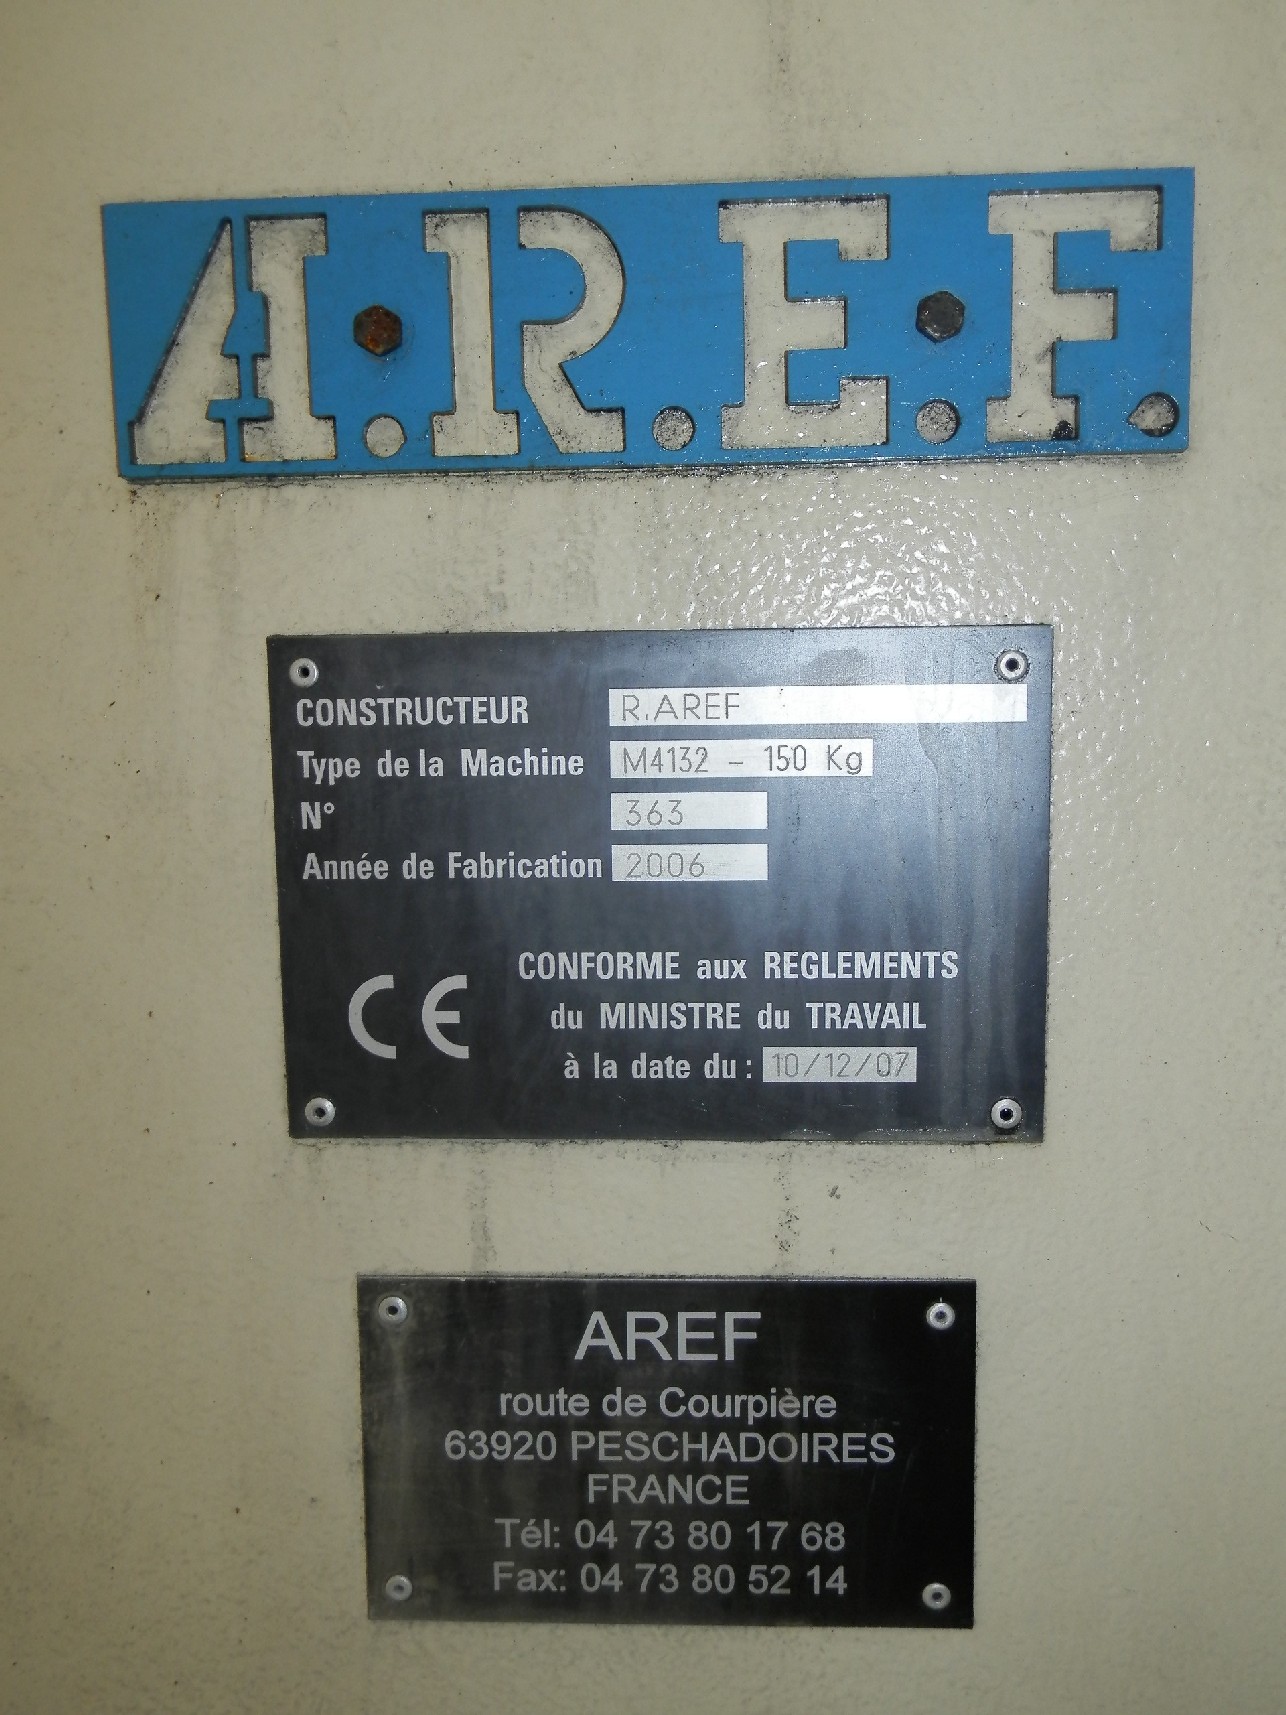 A.R.E.F.
CONSTRUCTEUR R.AREF
Type de la Machine M4132 - 150 Kg
N° 363
Année de Fabrication 2006
CE
CONFORME aux REGLEMENTS
du MINISTRE du TRAVAIL
à la date du : 10/12/07
AREF
route de Courpière
63920 PESCHADOIRES
FRANCE
Tél: 04 73 80 17 68
Fax: 04 73 80 52 14